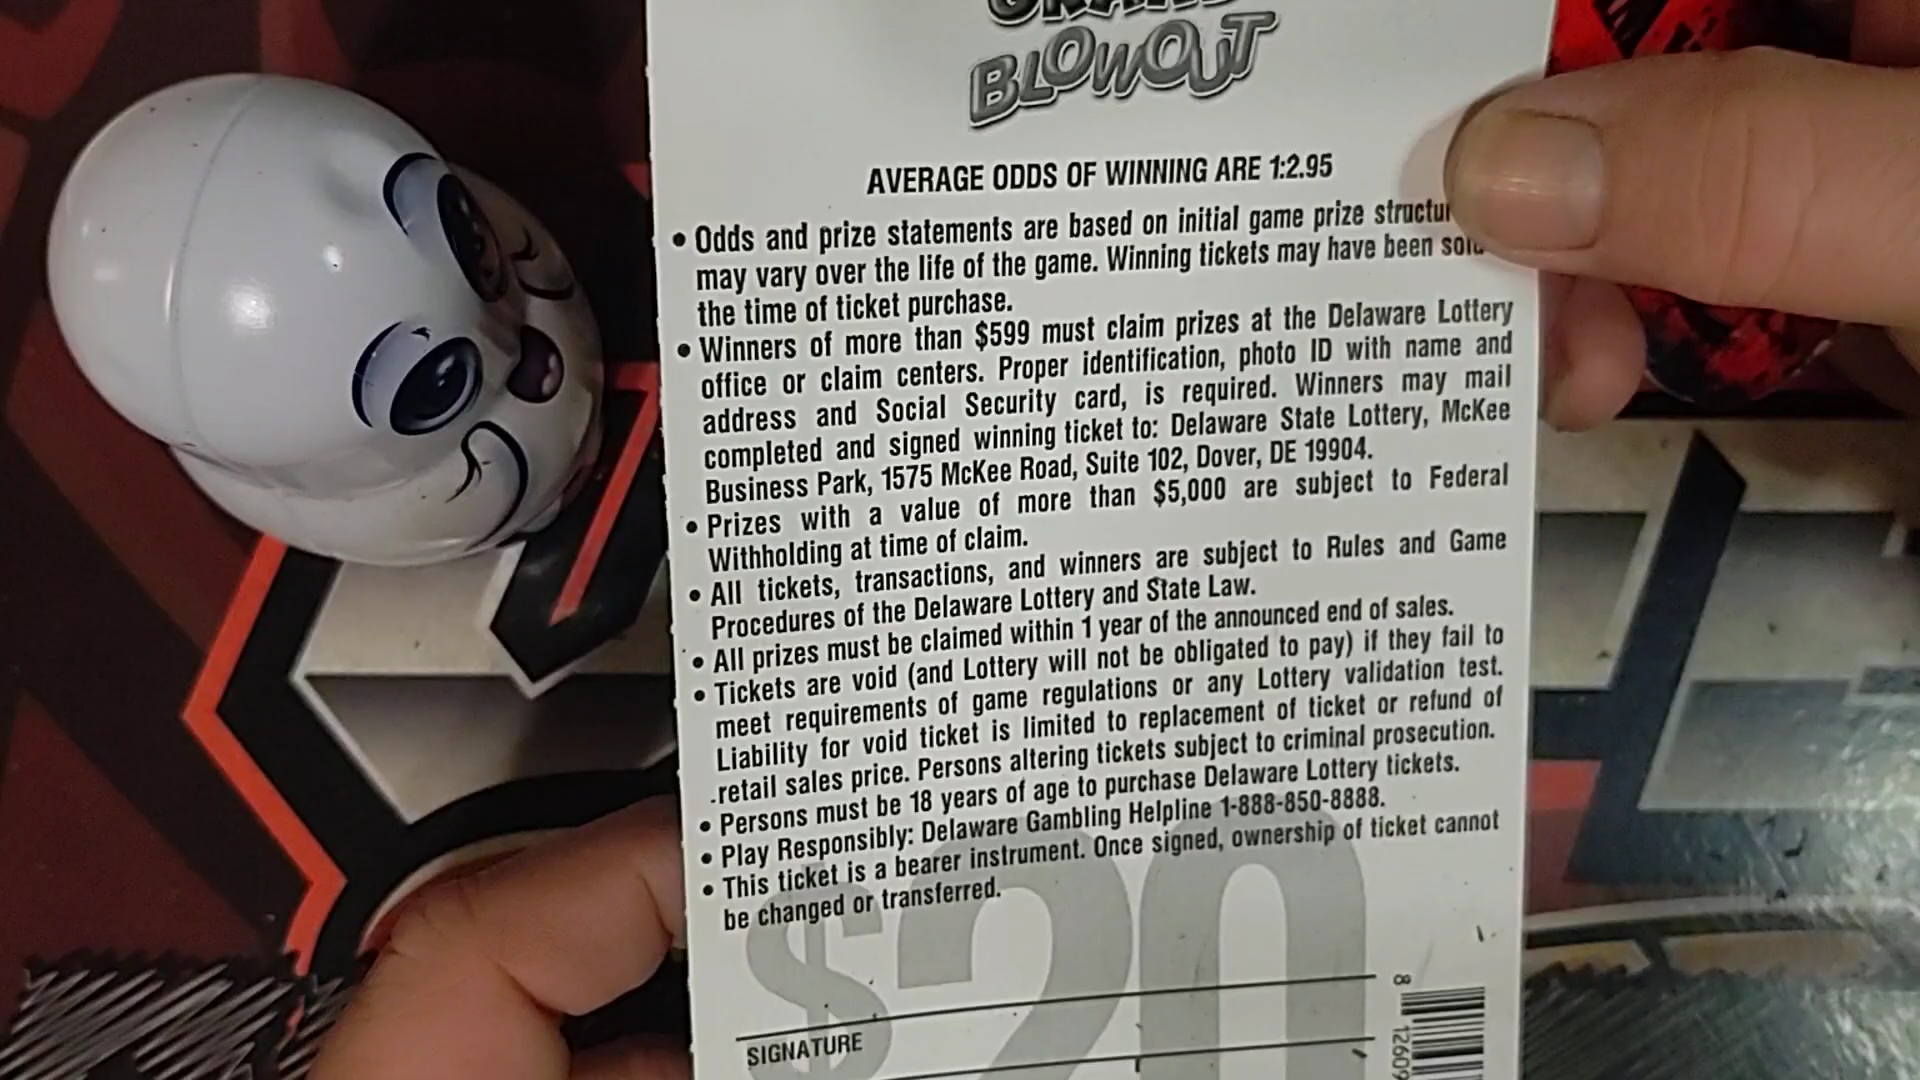 BLOWOUT
AVERAGE ODDS OF WINNING ARE 1:2.95
• Odds and prize statements are based on initial game prize
may vary over the life of the game. Winning tickets may have been
the time of ticket purchase.
• Winners of more than $599 must claim prizes at the Delaware Lottery
office or claim centers. Proper identification, photo ID with name and
address and Social Security card, is required. Winners may mail
completed and signed winning ticket to: Delaware State Lottery, McKee
Business Park, 1575 McKee Road, Suite 102, Dover, DE 19904.
• Prizes with a value of more than $5,000 are subject to Federal
Withholding at time of claim.
• All tickets, transactions, and winners are subject to Rules and Game
Procedures of the Delaware Lottery and State Law.
• All prizes must be claimed within 1 year of the announced end of sales.
• Tickets are void (and Lottery will not be obligated to pay) if they fail to
meet requirements of game regulations or any Lottery validation test.
Liability for void ticket is limited to replacement of ticket or refund of
retail sales price. Persons altering tickets subject to criminal prosecution.
• Persons must be 18 years of age to purchase Delaware Lottery tickets.
• Play Responsibly: Delaware Gambling Helpline 1-888-850-8888.
• This ticket is a bearer instrument. Once signed, ownership of ticket cannot
be changed or transferred.
$20
SIGNATURE
8 12609